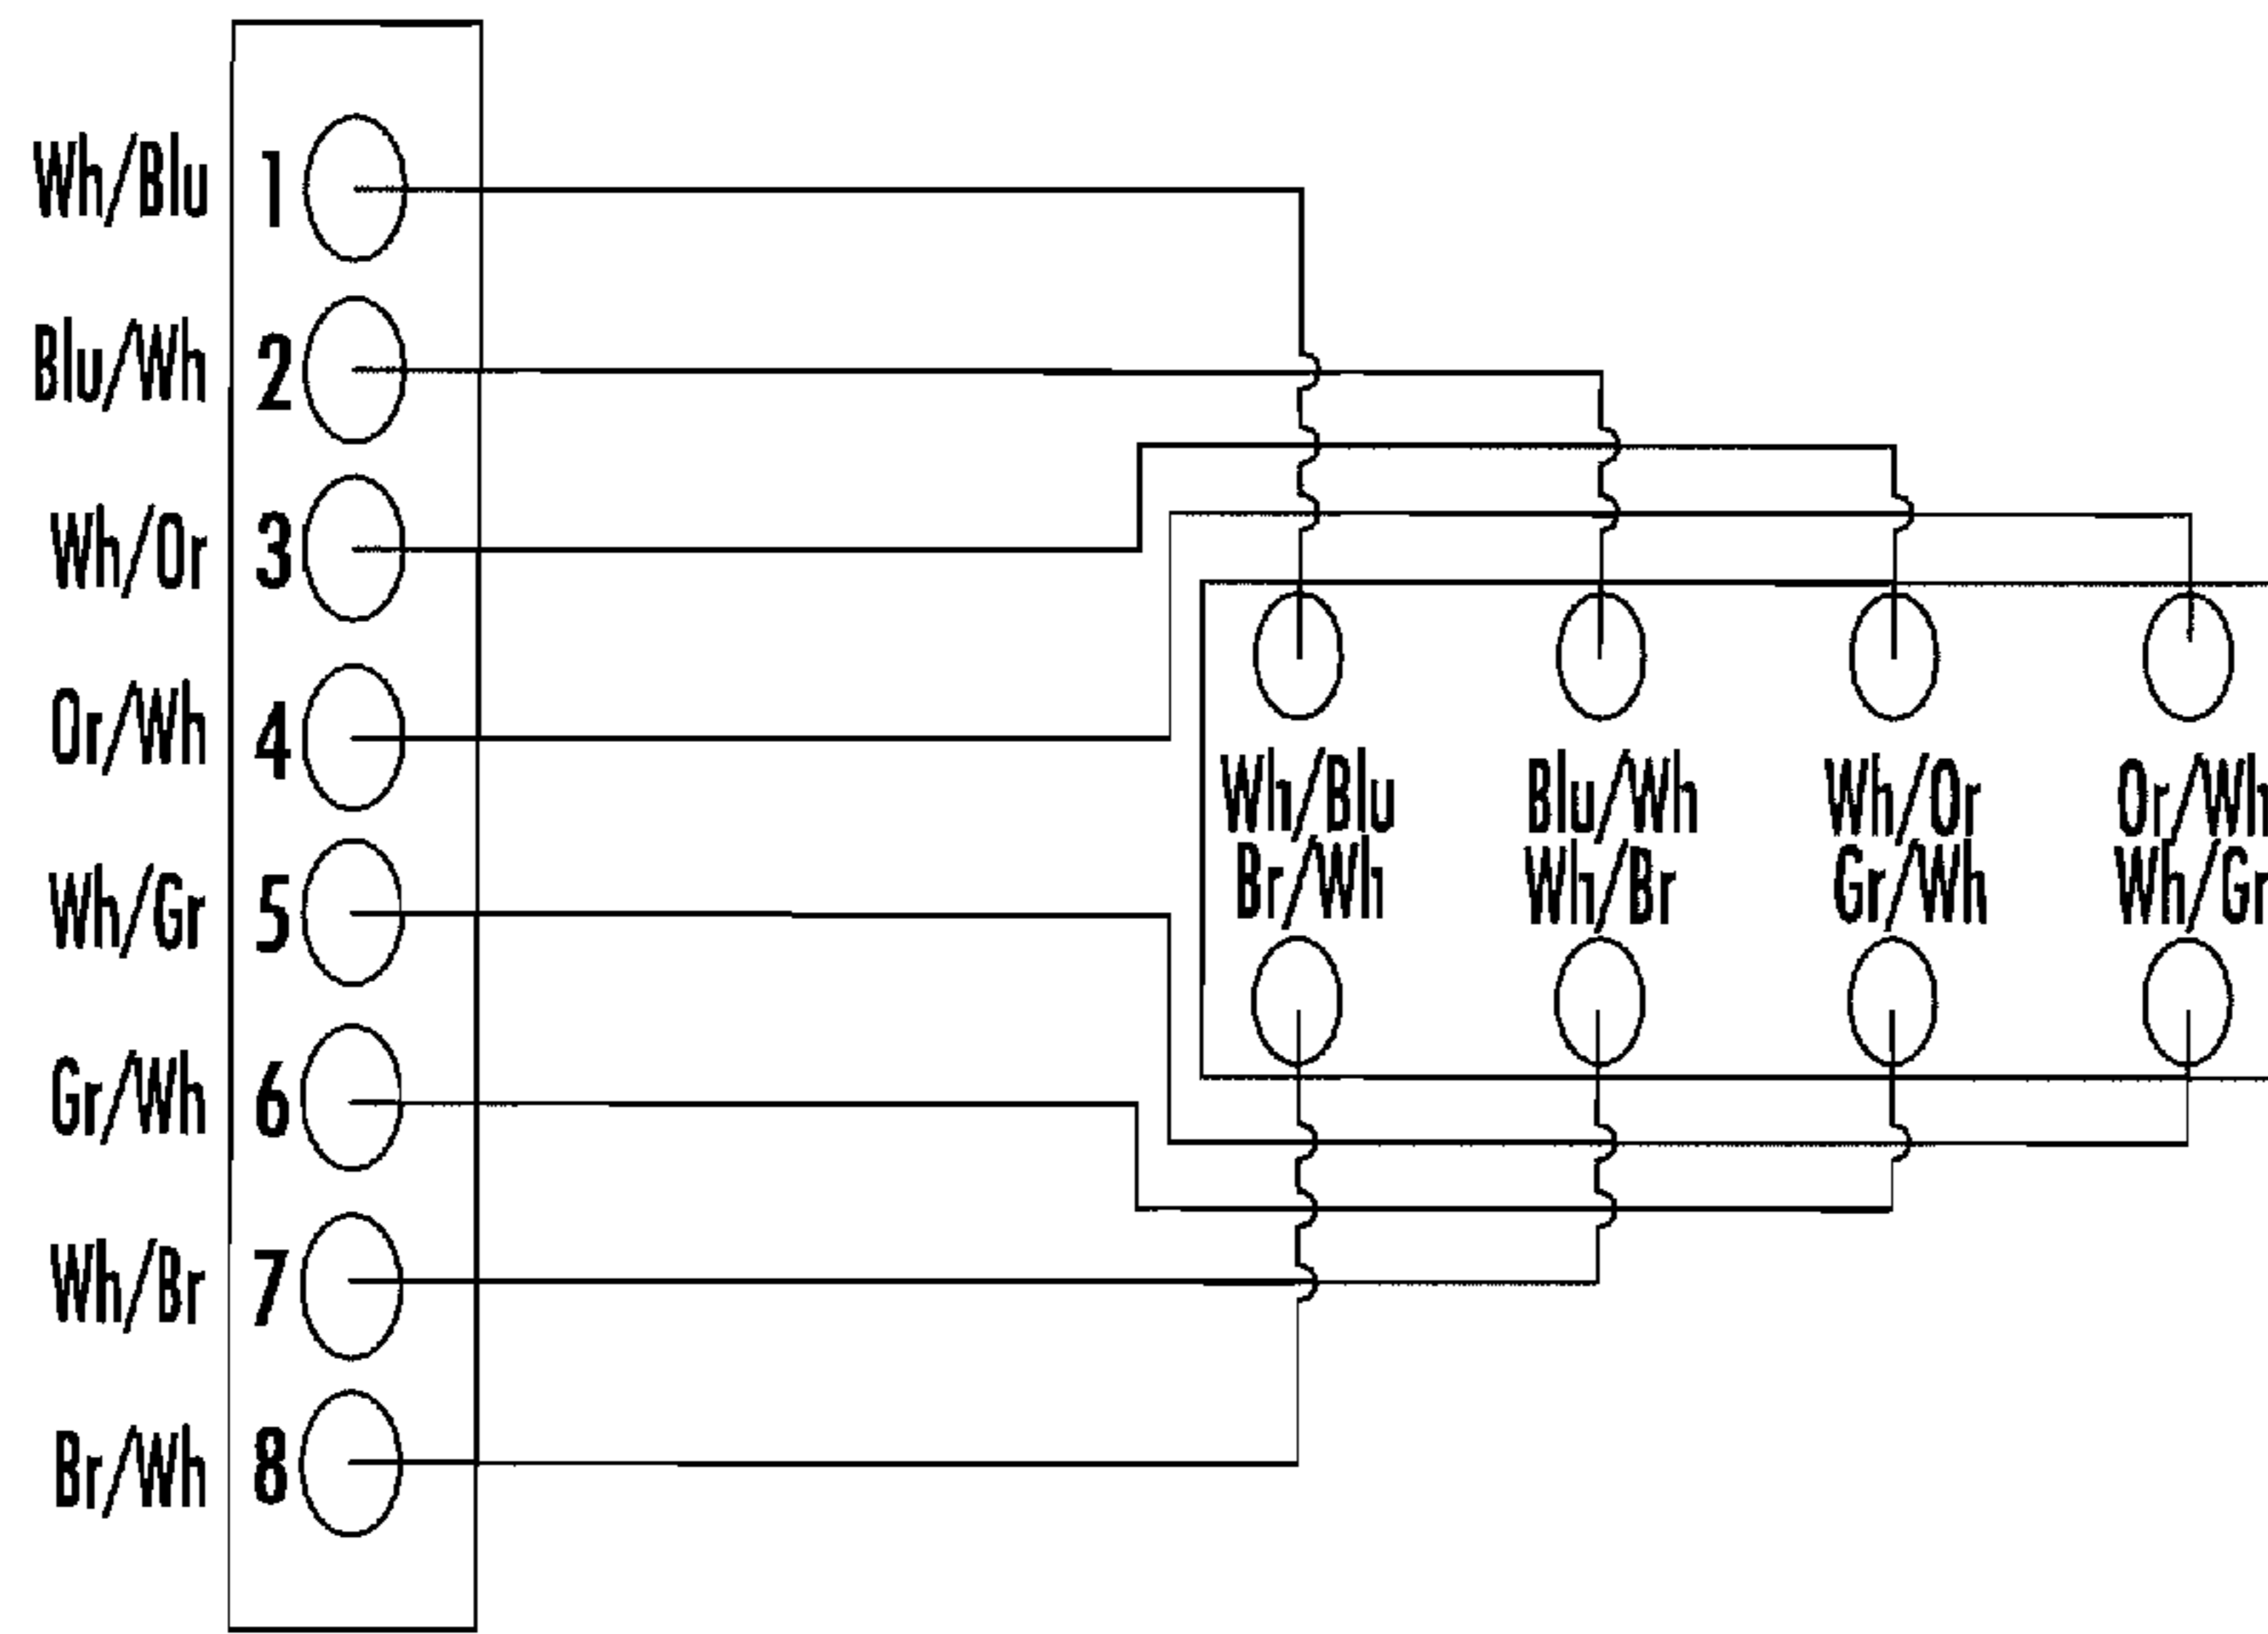 Wh/Blu 1
Blu/Wh 2
Wh/Or 3
Or/Wh 4
Wh/Gr 5
Gr/Wh 6
Wh/Br 7
Br/Wh 8
Wh/Blu Blu/Wh Wh/Or Or/Wh
Br/Wh Wh/Br Gr/Wh Wh/Gr